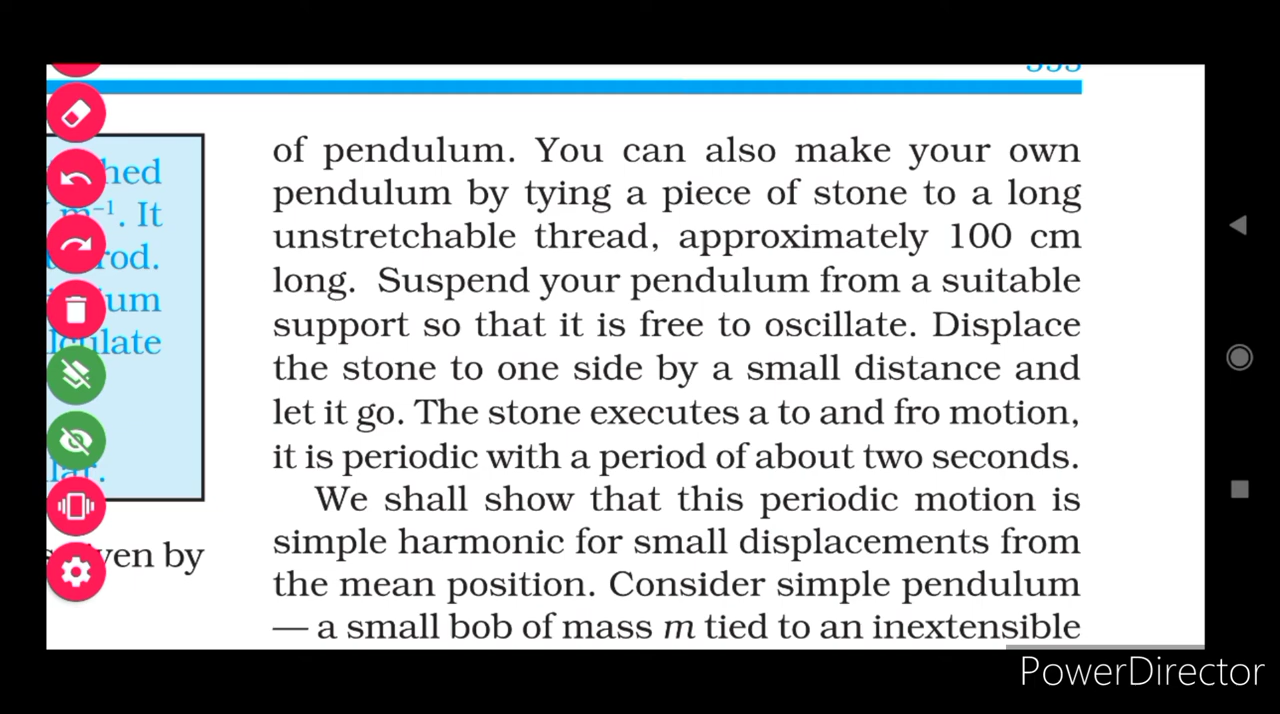 of pendulum. You can also make your own
pendulum by tying a piece of stone to a long
unstretchable thread, approximately 100 cm
long. Suspend your pendulum from a suitable
support so that it is free to oscillate. Displace
the stone to one side by a small distance and
let it go. The stone executes a to and fro motion,
it is periodic with a period of about two seconds.
We shall show that this periodic motion is
simple harmonic for small displacements from
the mean position. Consider simple pendulum
— a small bob of mass m tied to an inextensible
m⁻¹. It
by
PowerDirector